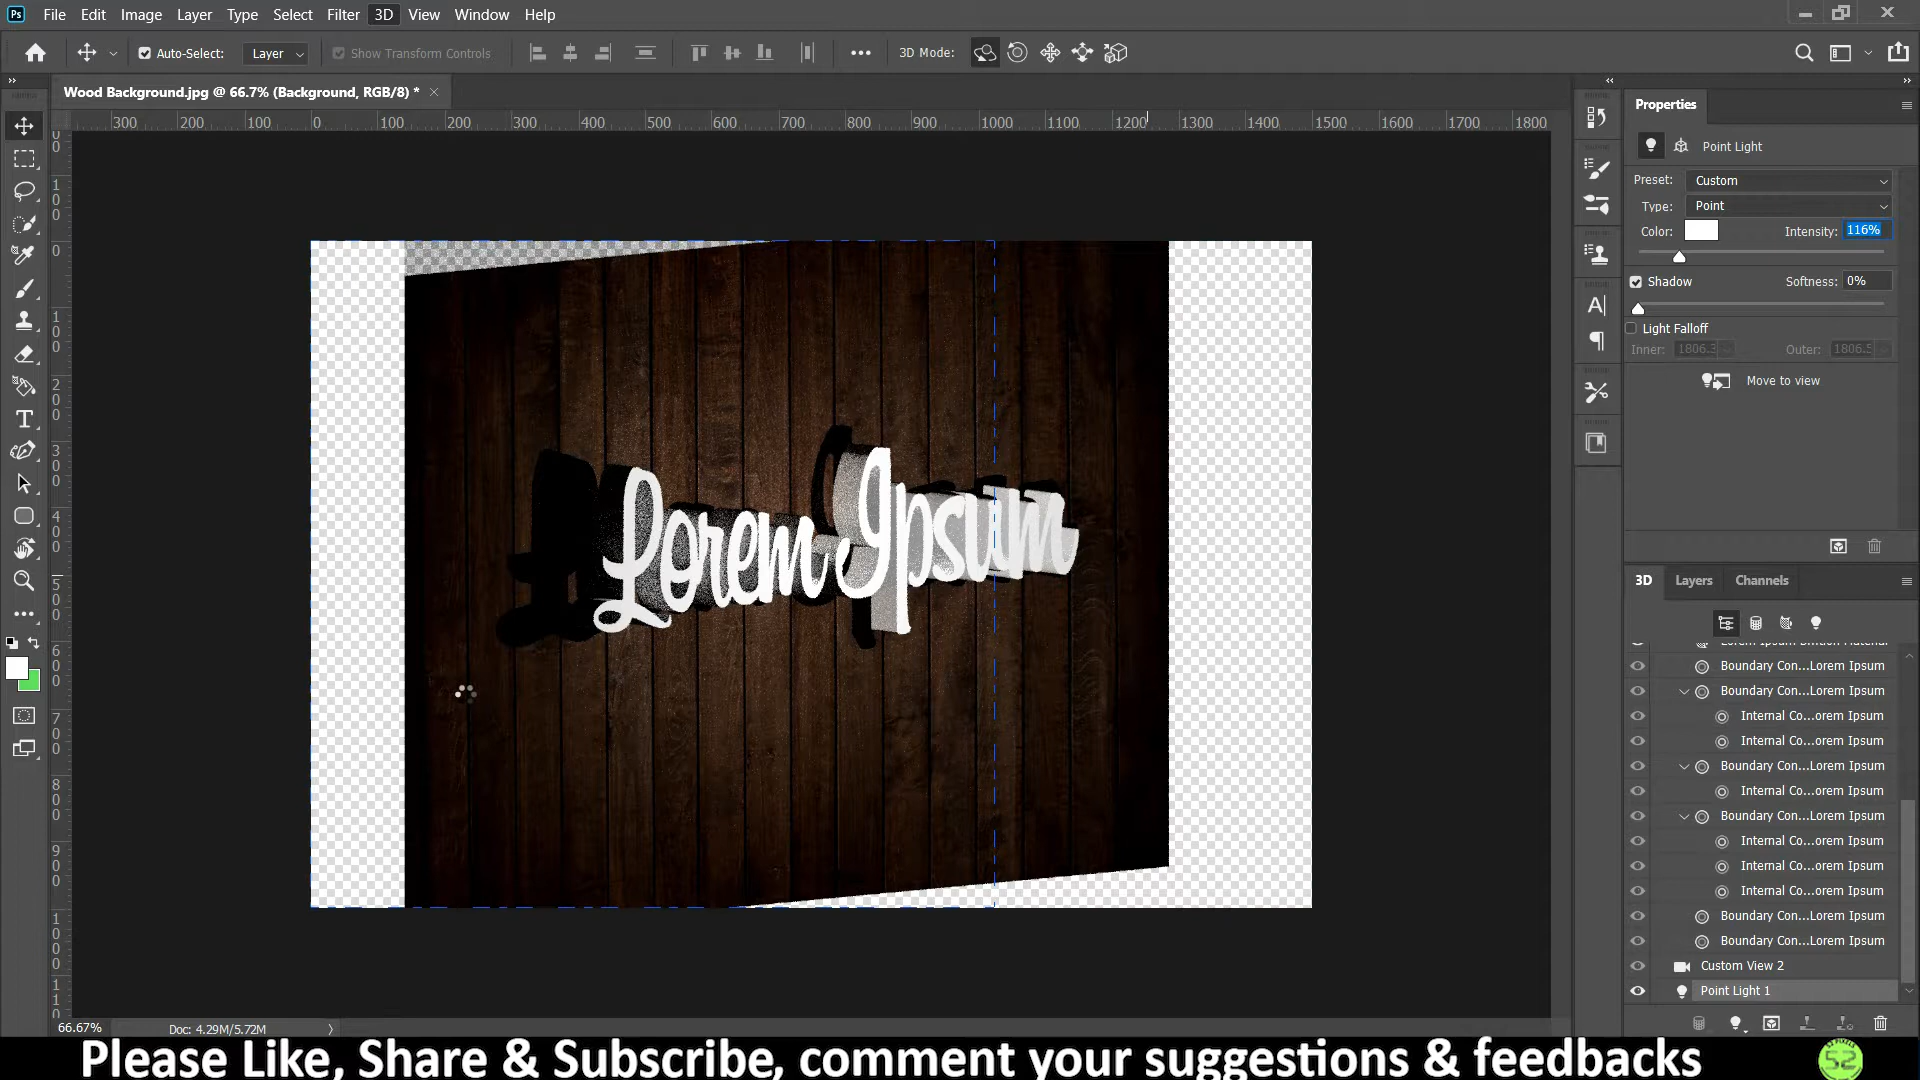 Ps File Edit Image Layer Type Select Filter 3D View Window Help
Auto-Select: Layer Show Transform Controls 3D Mode:
Wood Background.jpg @ 66.7% (Background, RGB/8) * ×
300 200 100 0 100 200 300 400 500 600 700 800 900 1000 1100 1200 1300 1400 1500 1600 1700 1800
Properties
Point Light
Preset: Custom
Type: Point
Color: Intensity: 116%
Shadow Softness: 0%
Light Falloff
Inner: 1806.3 Outer: 1806.5
Move to view
Lorem Ipsum
3D Layers Channels
Boundary Con...Lorem Ipsum
Boundary Con...Lorem Ipsum
Internal Co...orem Ipsum
Internal Co...orem Ipsum
Boundary Con...Lorem Ipsum
Internal Co...orem Ipsum
Boundary Con...Lorem Ipsum
Internal Co...orem Ipsum
Internal Co...orem Ipsum
Internal Co...orem Ipsum
Boundary Con...Lorem Ipsum
Boundary Con...Lorem Ipsum
Custom View 2
Point Light 1
66.67% Doc: 4.29M/5.72M
Please Like, Share & Subscribe, comment your suggestions & feedbacks
52